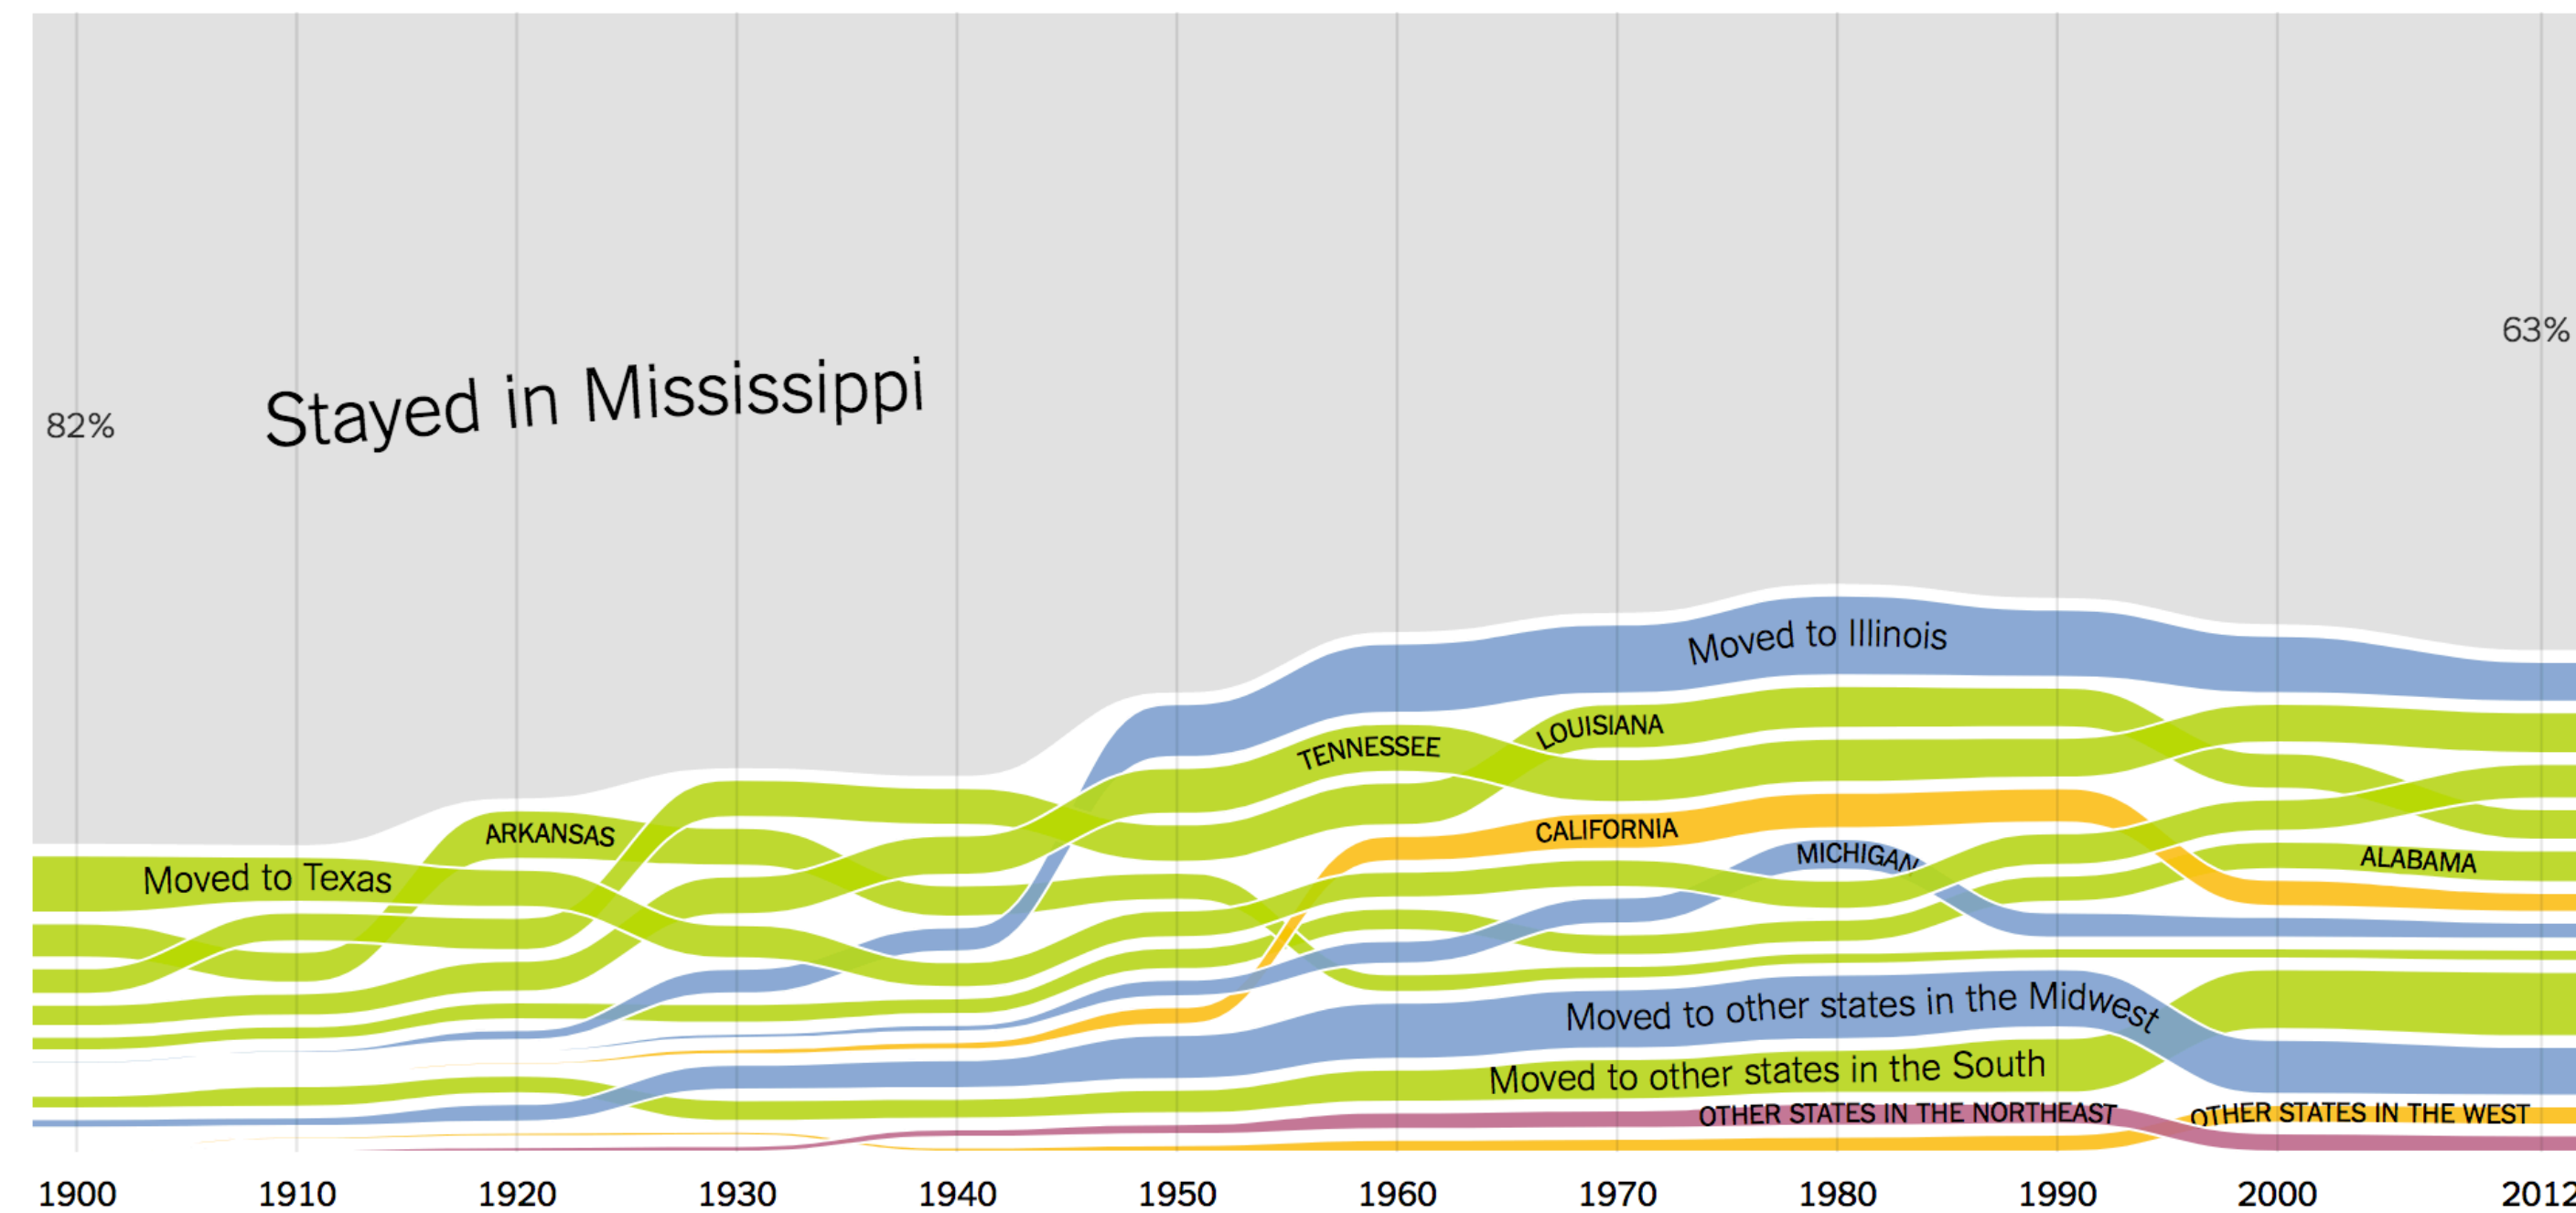 63%
Stayed in Mississippi
82%
Moved to Illinois
LOUISIANA
TENNESSEE
CALIFORNIA
ARKANSAS
MICHIGAN
ALABAMA
Moved to Texas
Moved to other states in the Midwest
Moved to other states in the South
OTHER STATES IN THE NORTHEAST
OTHER STATES IN THE WEST
1900 1910 1920 1930 1940 1950 1960 1970 1980 1990 2000 2012